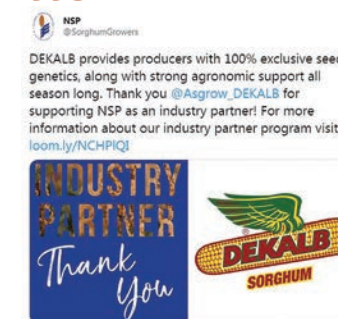 NSP
@SorghumGrowers
DEKALB provides producers with 100% exclusive seed
genetics, along with strong agronomic support all
season long. Thank you @Asgrow_DEKALB for
supporting NSP as an industry partner! For more
information about our industry partner program visit
loom.ly/NCHPlQI
INDUSTRY
PARTNER
Thank
You
DEKALB
SORGHUM